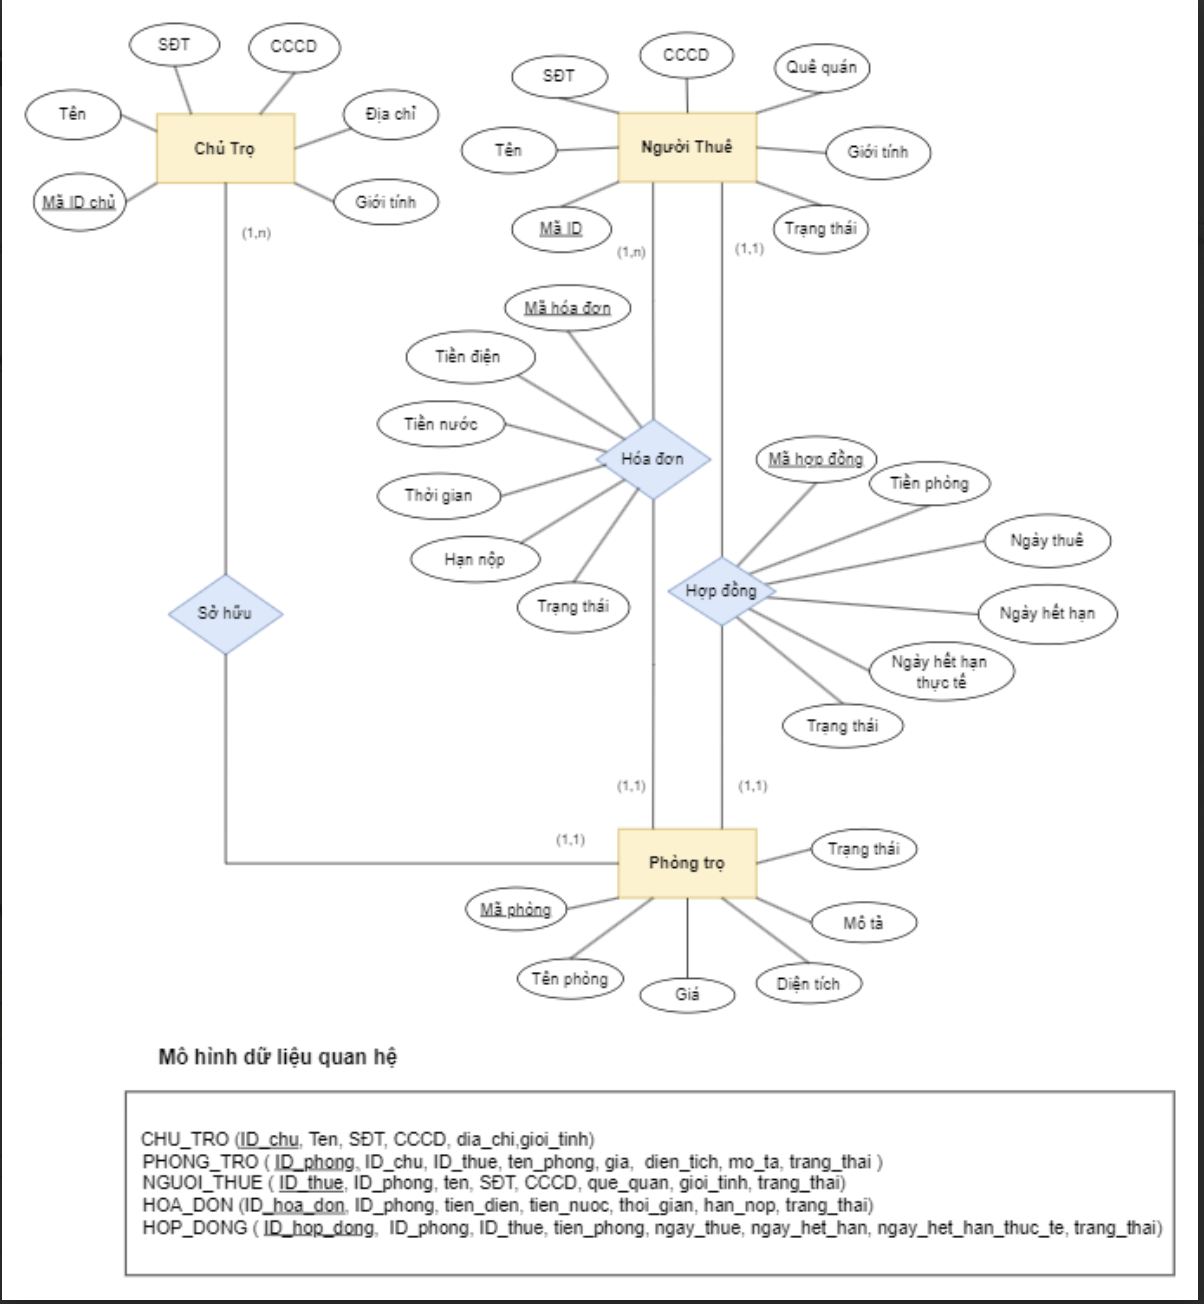 SĐT
CCCD
Tên
Địa chỉ
Chủ Trọ
Mã ID chủ
Giới tính
(1,n)
CCCD
SĐT
Quê quán
Tên
Người Thuê
Giới tính
Mã ID
Trạng thái
(1,n)
(1,1)
Mã hóa đơn
Tiền điện
Tiền nước
Hóa đơn
Thời gian
Hạn nộp
Trạng thái
Mã hợp đồng
Tiền phòng
Ngày thuê
Hợp đồng
Ngày hết hạn
Ngày hết hạn
thực tế
Trạng thái
Sở hữu
(1,1)
(1,1)
(1,1)
Phòng trọ
Trạng thái
Mã phòng
Mô tả
Tên phòng
Giá
Diện tích
Mô hình dữ liệu quan hệ
CHU_TRO (ID_chu, Ten, SĐT, CCCD, dia_chi,gioi_tinh)
PHONG_TRO ( ID_phong, ID_chu, ID_thue, ten_phong, gia, dien_tich, mo_ta, trang_thai )
NGUOI_THUE ( ID_thue, ID_phong, ten, SĐT, CCCD, que_quan, gioi_tinh, trang_thai)
HOA_DON (ID_hoa_don, ID_phong, tien_dien, tien_nuoc, thoi_gian, han_nop, trang_thai)
HOP_DONG ( ID_hop_dong, ID_phong, ID_thue, tien_phong, ngay_thue, ngay_het_han, ngay_het_han_thuc_te, trang_thai)